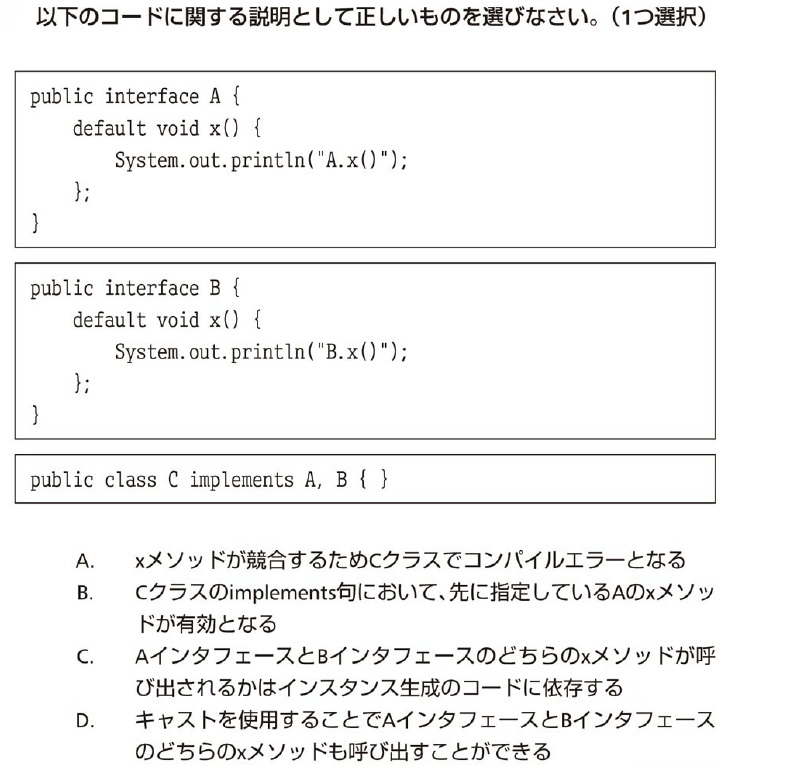 以下のコードに関する説明として正しいものを選びなさい。（1つ選択）
public interface A {
default void x() {
System.out.println("A.x()");
};
}
public interface B {
default void x() {
System.out.println("B.x()");
};
}
public class C implements A, B { }
A. xメソッドが競合するためCクラスでコンパイルエラーとなる
B. Cクラスのimplements句において、先に指定しているAのxメソッ
ドが有効となる
C. AインタフェースとBインタフェースのどちらのxメソッドが呼
び出されるかはインスタンス生成のコードに依存する
D. キャストを使用することでAインタフェースとBインタフェース
のどちらのxメソッドも呼び出すことができる